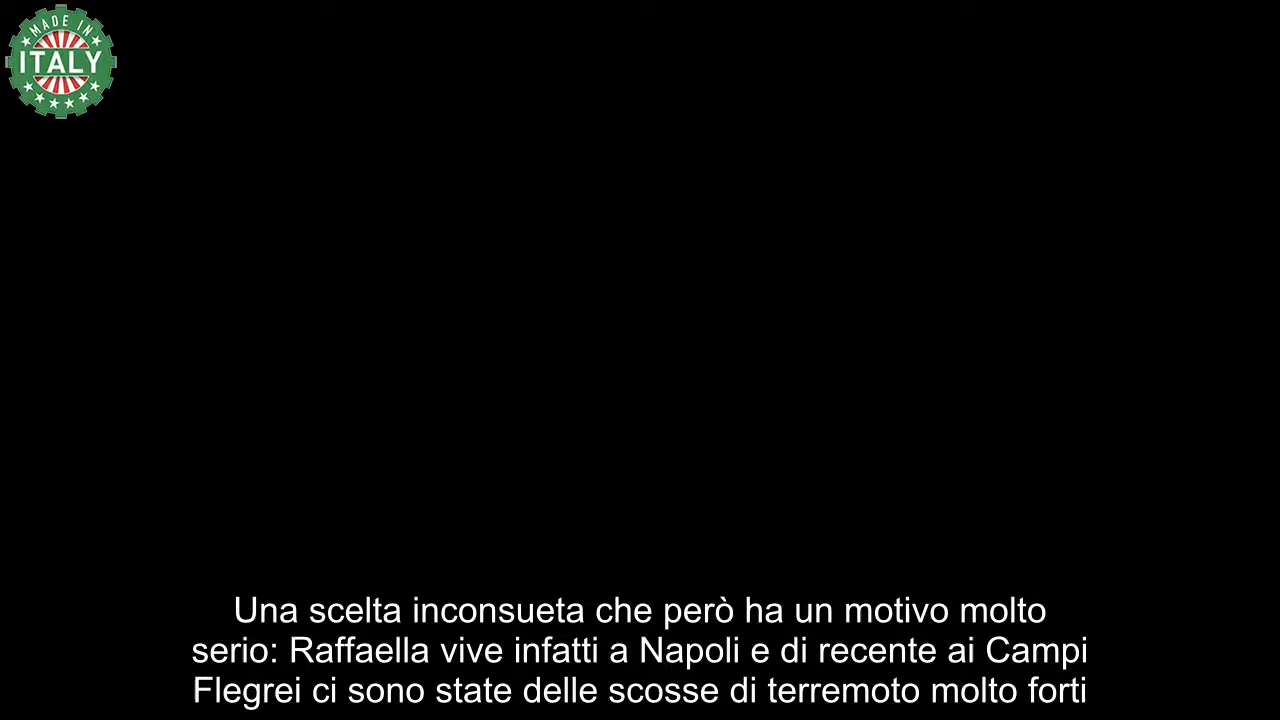 MADE IN
ITALY
Una scelta inconsueta che però ha un motivo molto
serio: Raffaella vive infatti a Napoli e di recente ai Campi
Flegrei ci sono state delle scosse di terremoto molto forti